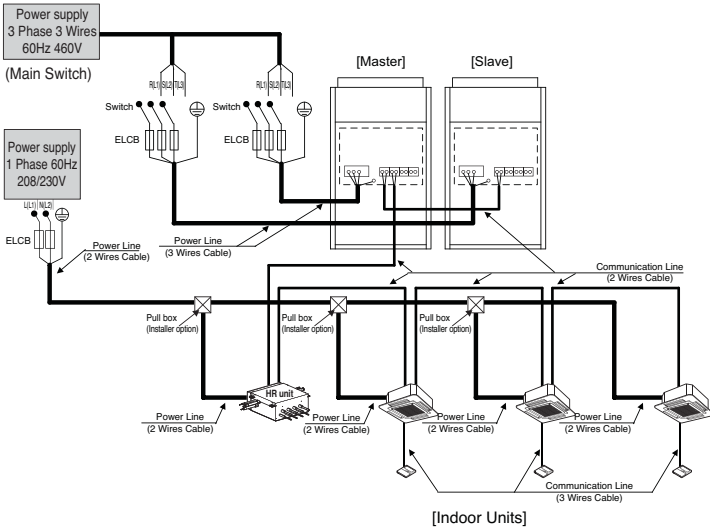 Power supply
3 Phase 3 Wires
60Hz 460V
(Main Switch)
[Master]
[Slave]
R(L1) S(L2) T(L3)
R(L1) S(L2) T(L3)
Switch
Switch
ELCB
ELCB
Power supply
1 Phase 60Hz
208/230V
L(L1) N(L2)
ELCB
Power Line
(2 Wires Cable)
Power Line
(3 Wires Cable)
Communication Line
(2 Wires Cable)
Pull box
(Installer option)
Pull box
(Installer option)
Pull box
(Installer option)
HR unit
Power Line
(2 Wires Cable)
Power Line
(2 Wires Cable)
Power Line
(2 Wires Cable)
Power Line
(2 Wires Cable)
Communication Line
(3 Wires Cable)
[Indoor Units]